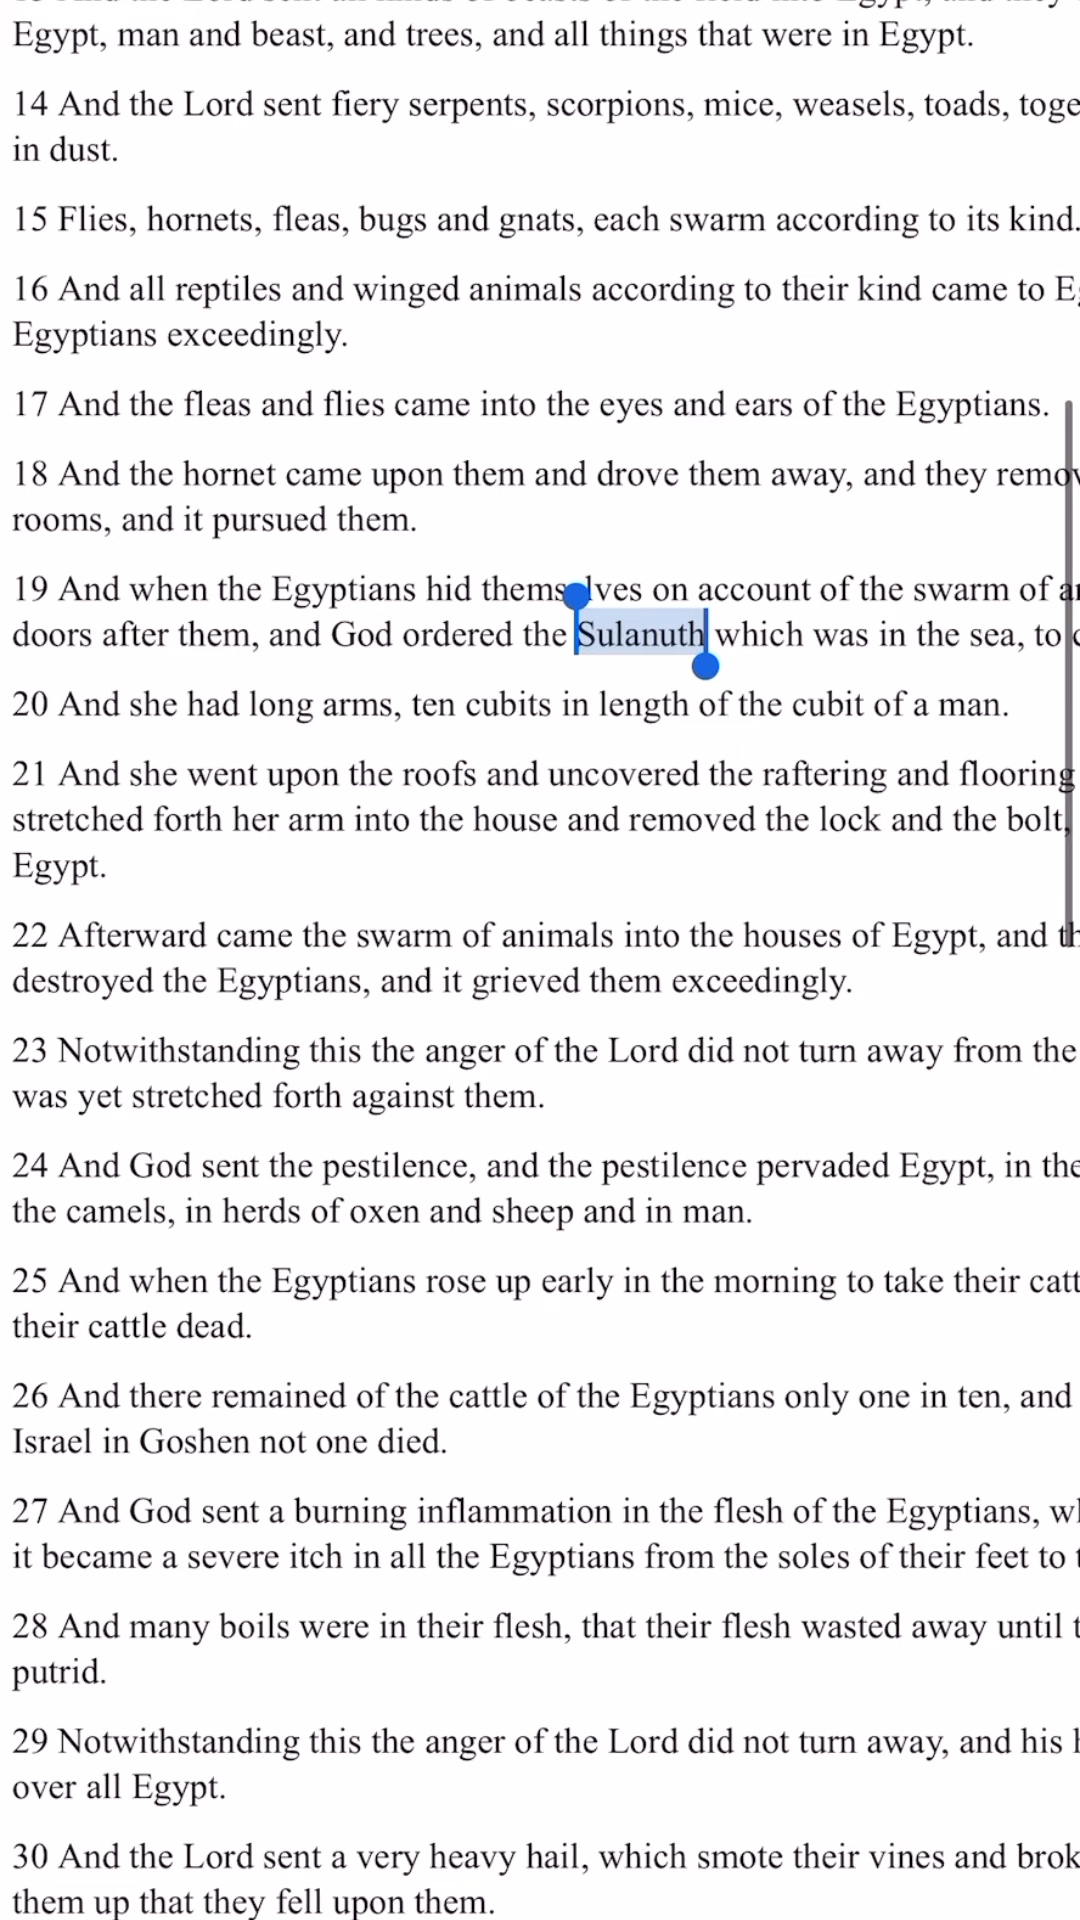 Egypt, man and beast, and trees, and all things that were in Egypt.
14 And the Lord sent fiery serpents, scorpions, mice, weasels, toads,
in dust.
15 Flies, hornets, fleas, bugs and gnats, each swarm according to its kind.
16 And all reptiles and winged animals according to their kind came to
Egyptians exceedingly.
17 And the fleas and flies came into the eyes and ears of the Egyptians.
18 And the hornet came upon them and drove them away, and they
rooms, and it pursued them.
19 And when the Egyptians hid themselves on account of the swarm of
doors after them, and God ordered the Sulanuth which was in the sea, to
20 And she had long arms, ten cubits in length of the cubit of a man.
21 And she went upon the roofs and uncovered the raftering and flooring
stretched forth her arm into the house and removed the lock and the bolt,
Egypt.
22 Afterward came the swarm of animals into the houses of Egypt, and
destroyed the Egyptians, and it grieved them exceedingly.
23 Notwithstanding this the anger of the Lord did not turn away from the
was yet stretched forth against them.
24 And God sent the pestilence, and the pestilence pervaded Egypt, in the
the camels, in herds of oxen and sheep and in man.
25 And when the Egyptians rose up early in the morning to take their
their cattle dead.
26 And there remained of the cattle of the Egyptians only one in ten, and
Israel in Goshen not one died.
27 And God sent a burning inflammation in the flesh of the Egyptians,
it became a severe itch in all the Egyptians from the soles of their feet to
28 And many boils were in their flesh, that their flesh wasted away until
putrid.
29 Notwithstanding this the anger of the Lord did not turn away, and his
over all Egypt.
30 And the Lord sent a very heavy hail, which smote their vines and
them up that they fell upon them.